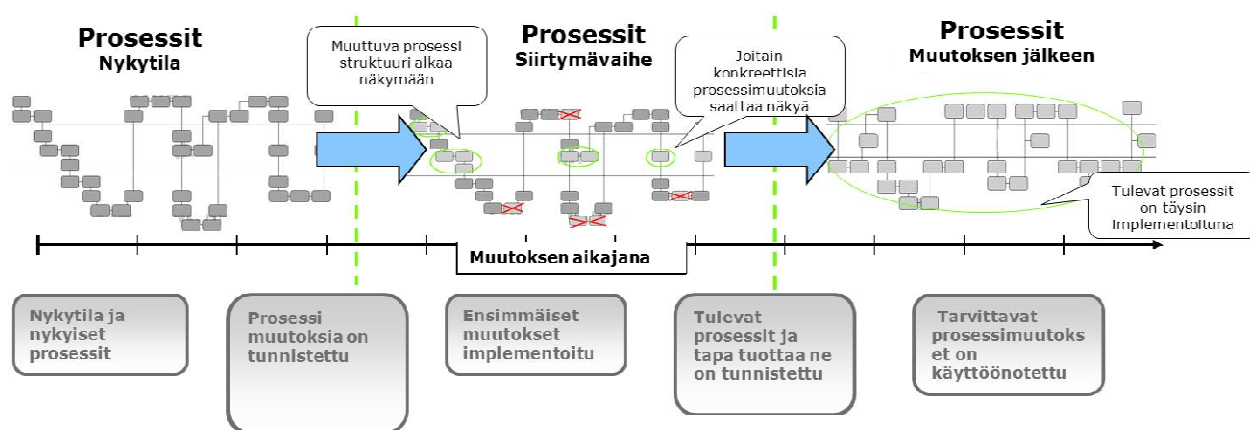 Prosessit
Nykytila
Muuttuva prosessi
struktuuri alkaa
näkymään
Prosessit
Siirtymävaihe
Joitain
konkreettisia
prosessimuutoksia
saattaa näkyä
Prosessit
Muutoksen jälkeen
Tulevat prosessit
on täysin
implementoituna
Muutoksen aikajana
Nykytila ja
nykyiset
prosessit
Prosessi
muutoksia on
tunnistettu
Ensimmäiset
muutokset
implementoitu
Tulevat
prosessit ja
tapa tuottaa ne
on tunnistettu
Tarvittavat
prosessimuutoks
et on
käyttöönotettu